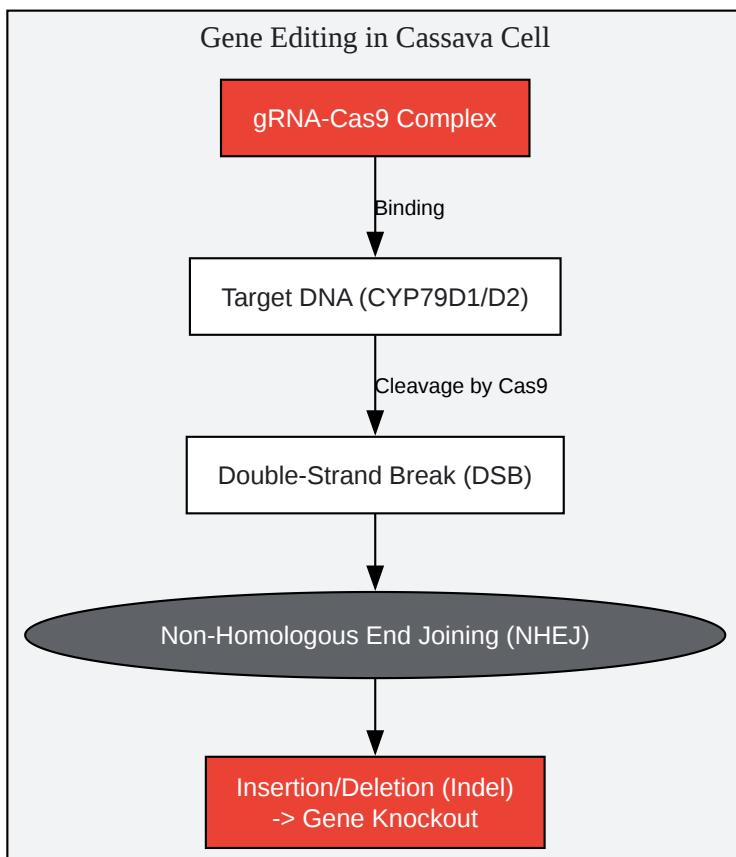 Gene Editing in Cassava Cell
gRNA-Cas9 Complex
Binding
Target DNA (CYP79D1/D2)
Cleavage by Cas9
Double-Strand Break (DSB)
Non-Homologous End Joining (NHEJ)
Insertion/Deletion (Indel)
-> Gene Knockout